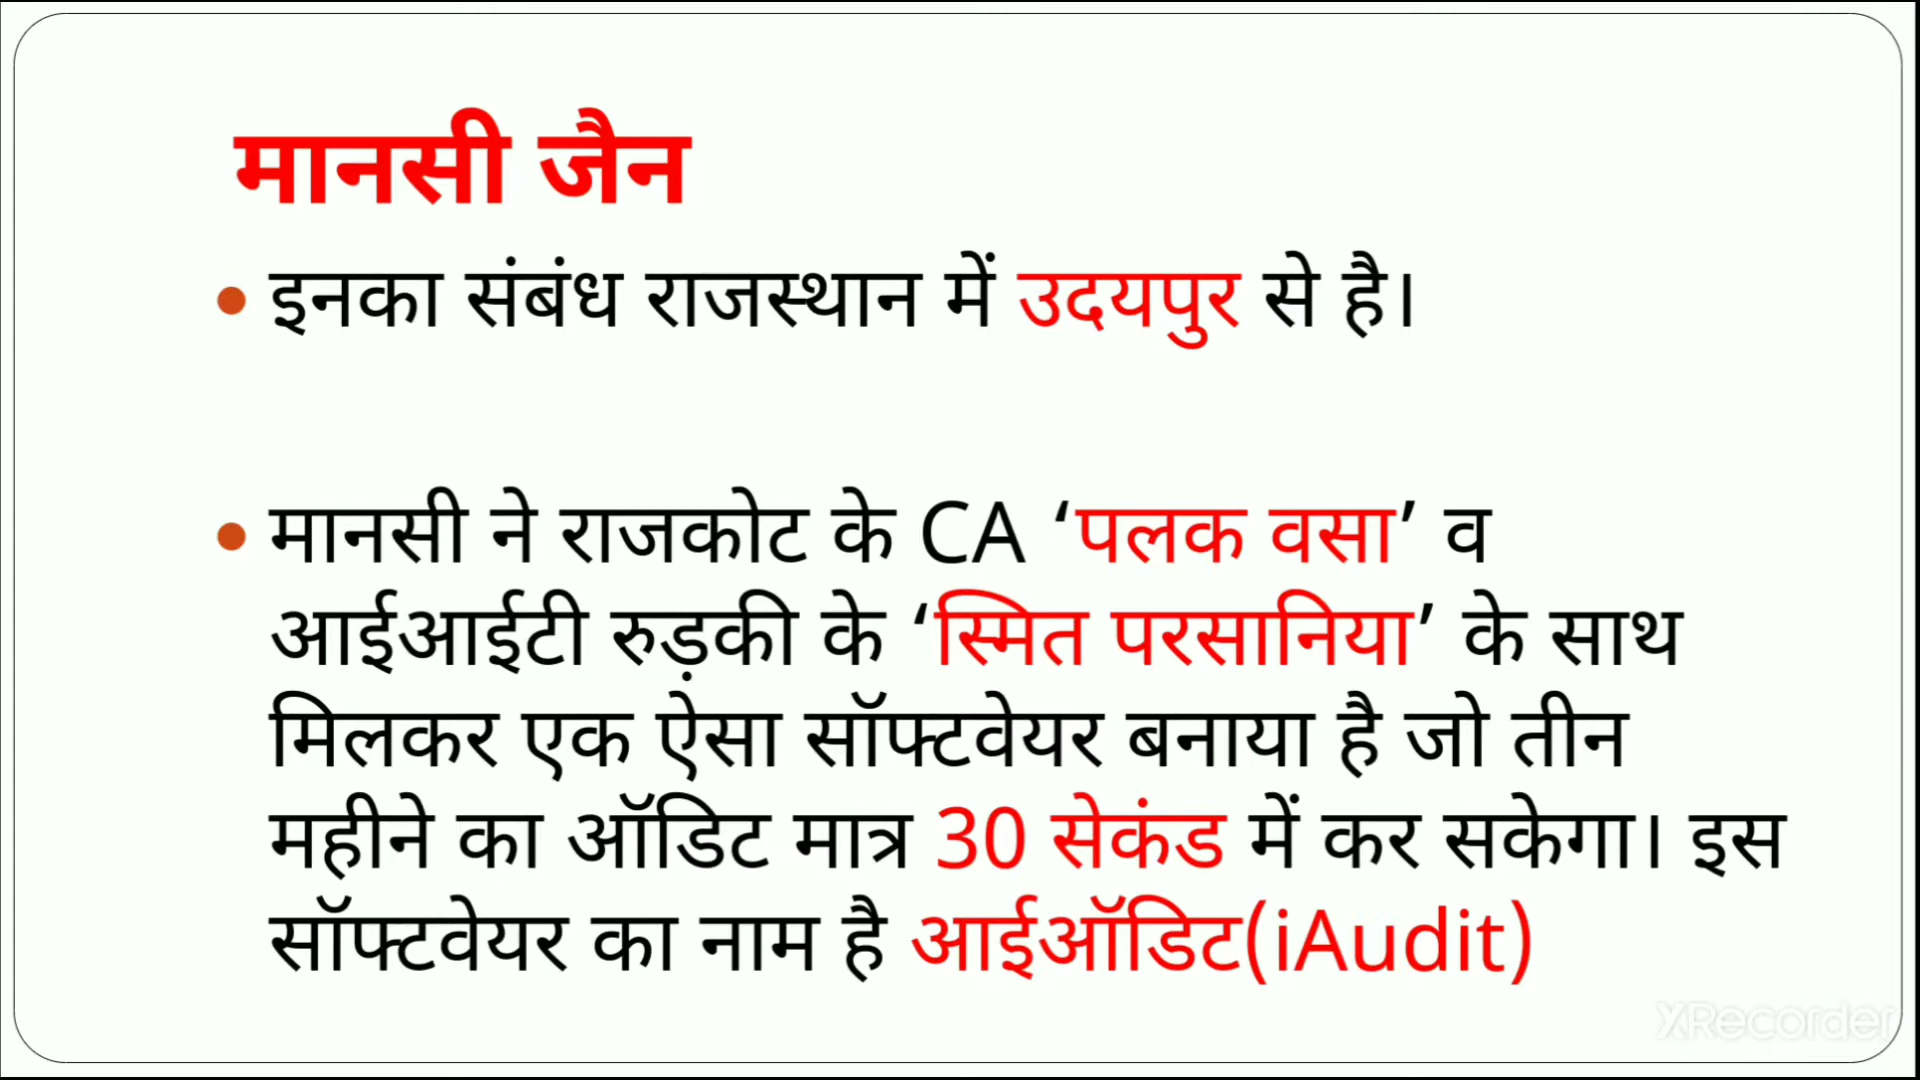 मानसी जैन
• इनका संबंध राजस्थान में उदयपुर से है।
• मानसी ने राजकोट के CA ‘पलक वसा’ व
आईआईटी रुड़की के ‘स्मित परसानिया’ के साथ
मिलकर एक ऐसा सॉफ्टवेयर बनाया है जो तीन
महीने का ऑडिट मात्र 30 सेकंड में कर सकेगा। इस
सॉफ्टवेयर का नाम है आईऑडिट(iAudit)
XRecorder